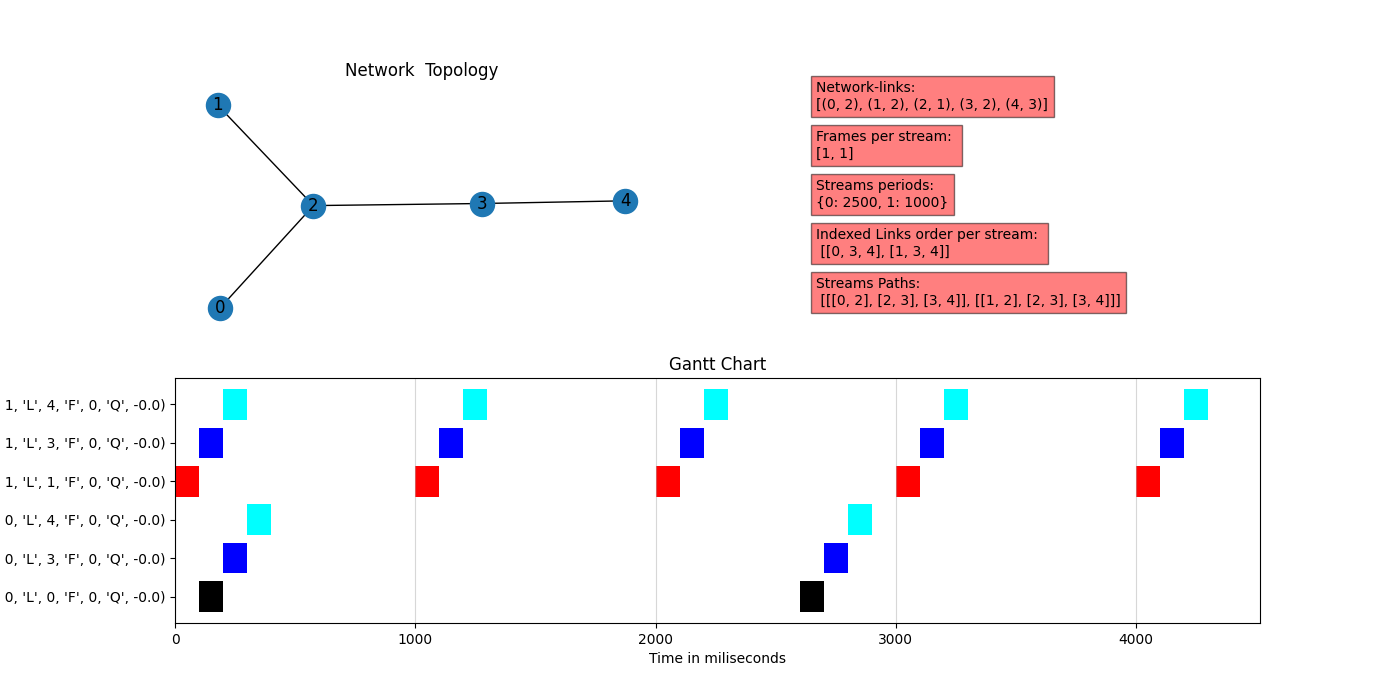 Network  Topology
1
2
3
4
0
Network-links:
[(0, 2), (1, 2), (2, 1), (3, 2), (4, 3)]
Frames per stream:
[1, 1]
Streams periods:
{0: 2500, 1: 1000}
Indexed Links order per stream:
[[0, 3, 4], [1, 3, 4]]
Streams Paths:
[[[0, 2], [2, 3], [3, 4]], [[1, 2], [2, 3], [3, 4]]]
Gantt Chart
1, 'L', 4, 'F', 0, 'Q', -0.0)
1, 'L', 3, 'F', 0, 'Q', -0.0)
1, 'L', 1, 'F', 0, 'Q', -0.0)
0, 'L', 4, 'F', 0, 'Q', -0.0)
0, 'L', 3, 'F', 0, 'Q', -0.0)
0, 'L', 0, 'F', 0, 'Q', -0.0)
0 1000 2000 3000 4000
Time in miliseconds